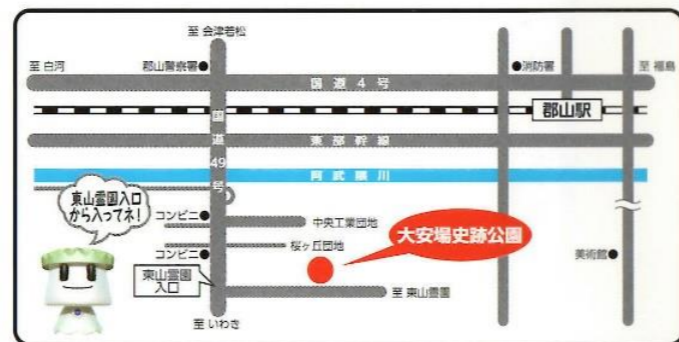 至 会津若松
至 白河
郡山警察署
消防署
至 福島
国道4号
郡山駅
国道49号
東部幹線
阿武隈川
東山霊園入口
から入ってネ!
コンビニ
中央工業団地
桜ヶ丘団地
大安場史跡公園
コンビニ
美術館
東山霊園
入口
至 東山霊園
至 いわき